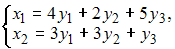 x₁ = 4y₁ + 2y₂ + 5y₃,
x₂ = 3y₁ + 3y₂ + y₃